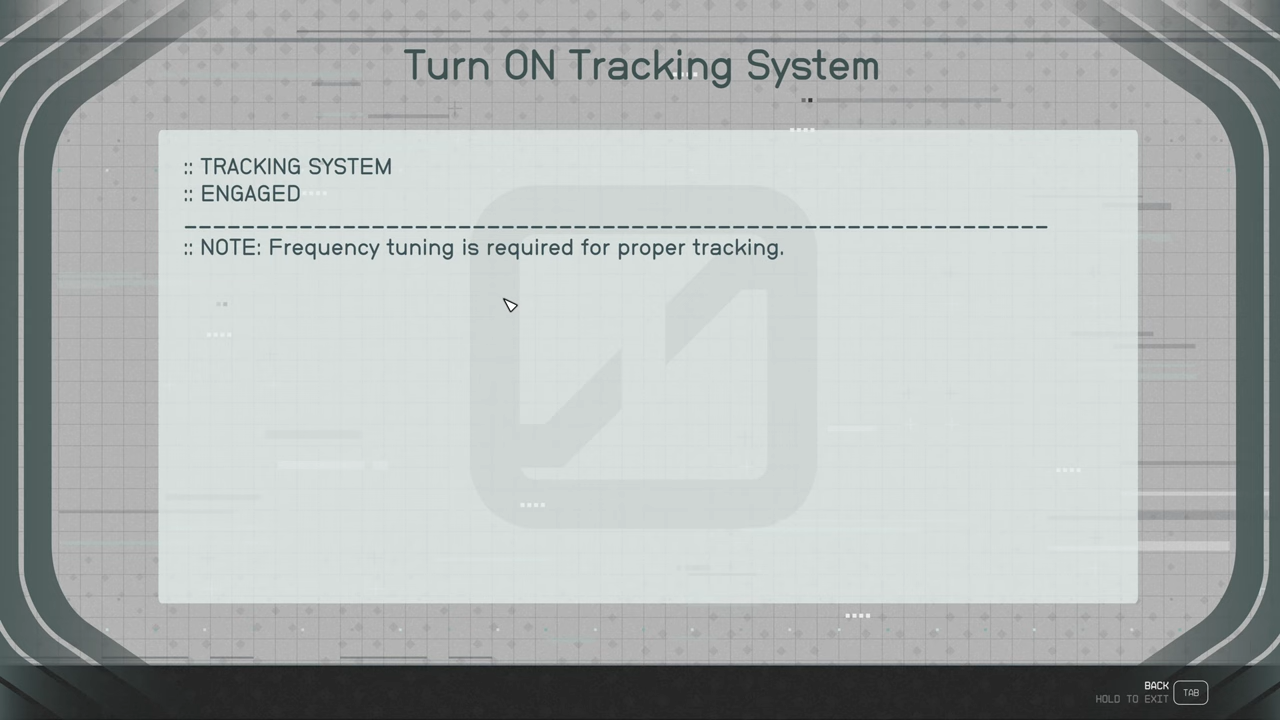 Turn ON Tracking System
:: TRACKING SYSTEM
:: ENGAGED
____________________________________________________________
:: NOTE: Frequency tuning is required for proper tracking.
BACK
HOLD TO EXIT TAB